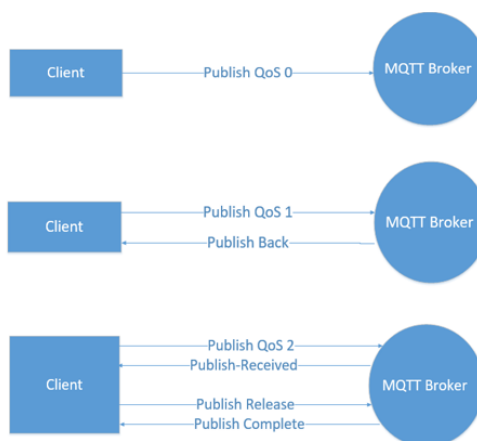 Client
Publish QoS 0
MQTT Broker
Client
Publish QoS 1
Publish Back
MQTT Broker
Client
Publish QoS 2
Publish-Received
Publish Release
Publish Complete
MQTT Broker